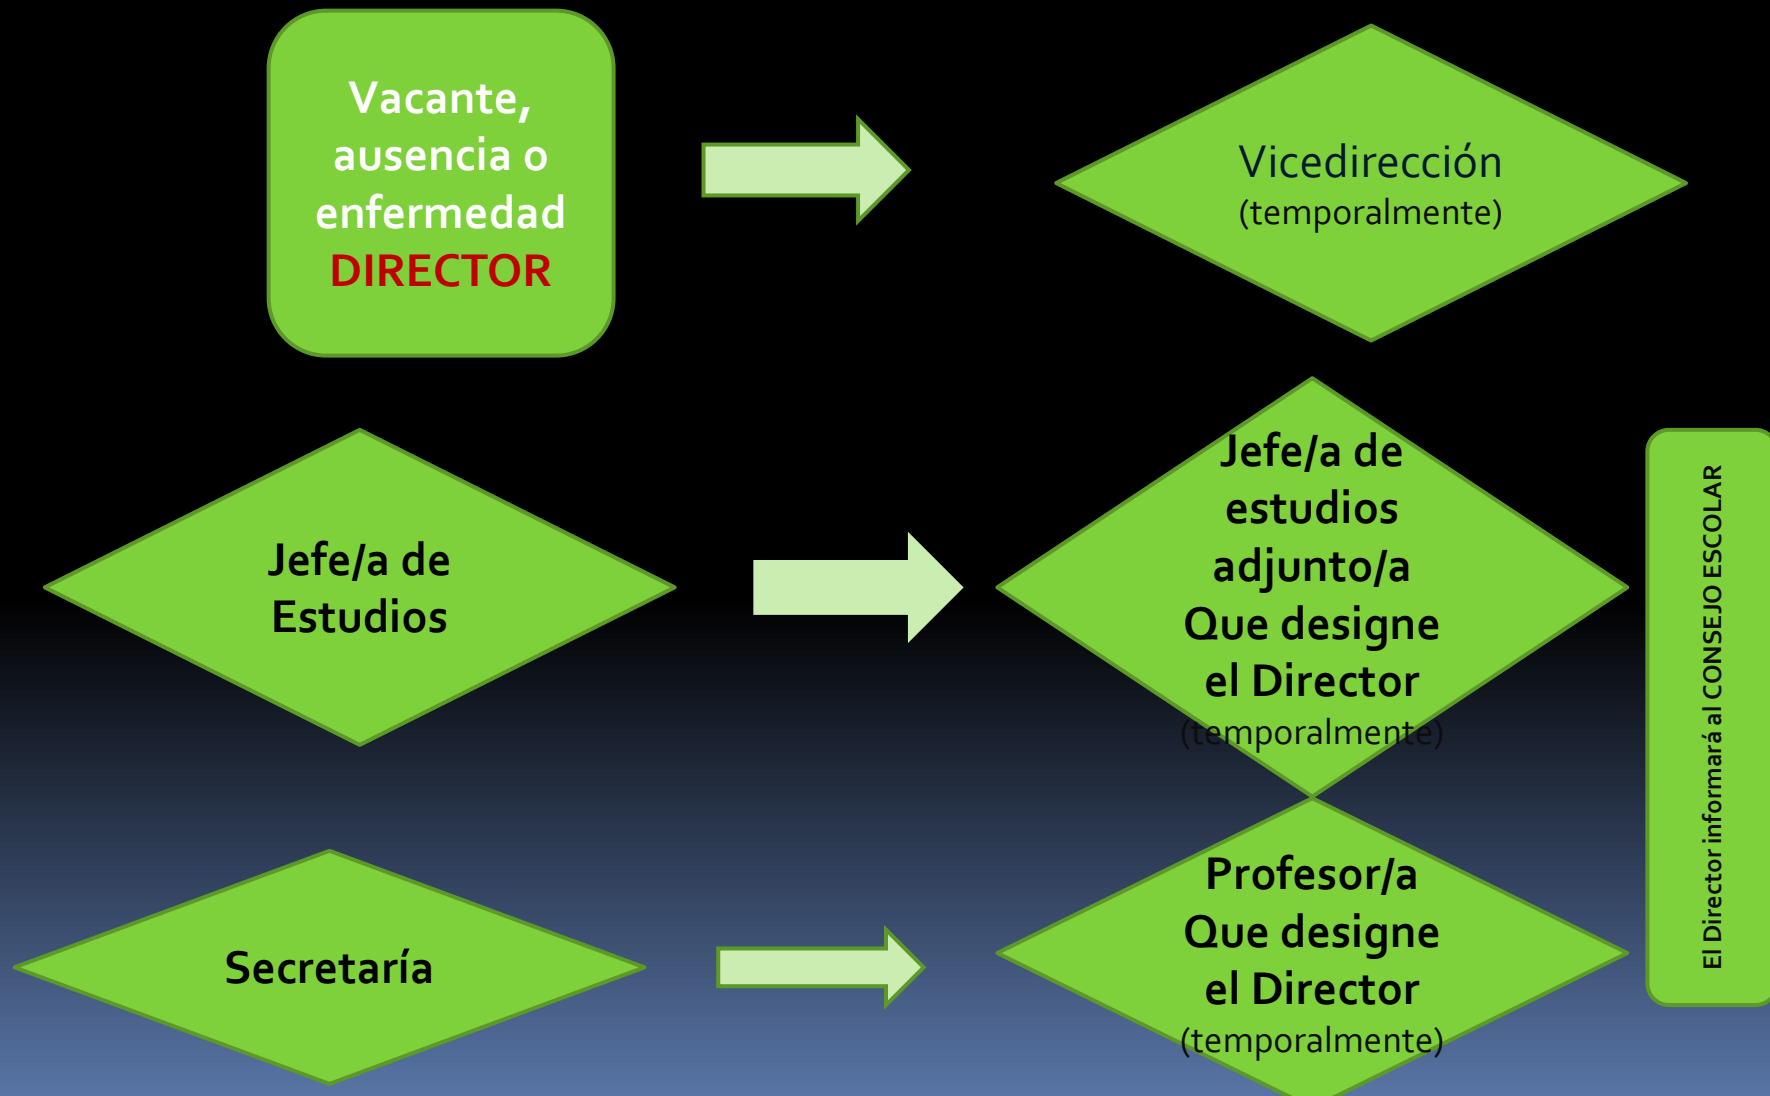 Vacante,
ausencia o
enfermedad
DIRECTOR
Vicedirección
(temporalmente)
Jefe/a de
Estudios
Jefe/a de
estudios
adjunto/a
Que designe
el Director
(temporalmente)
Secretaría
Profesor/a
Que designe
el Director
(temporalmente)
El Director informará al CONSEJO ESCOLAR